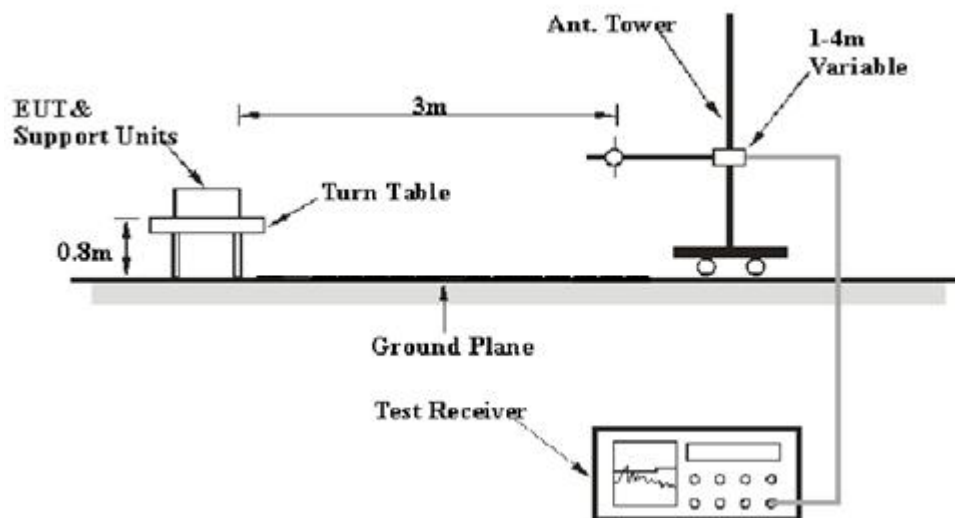 Ant. Tower
1-4m
Variable
3m
EUT&
Support Units
Turn Table
0.8m
Ground Plane
Test Receiver